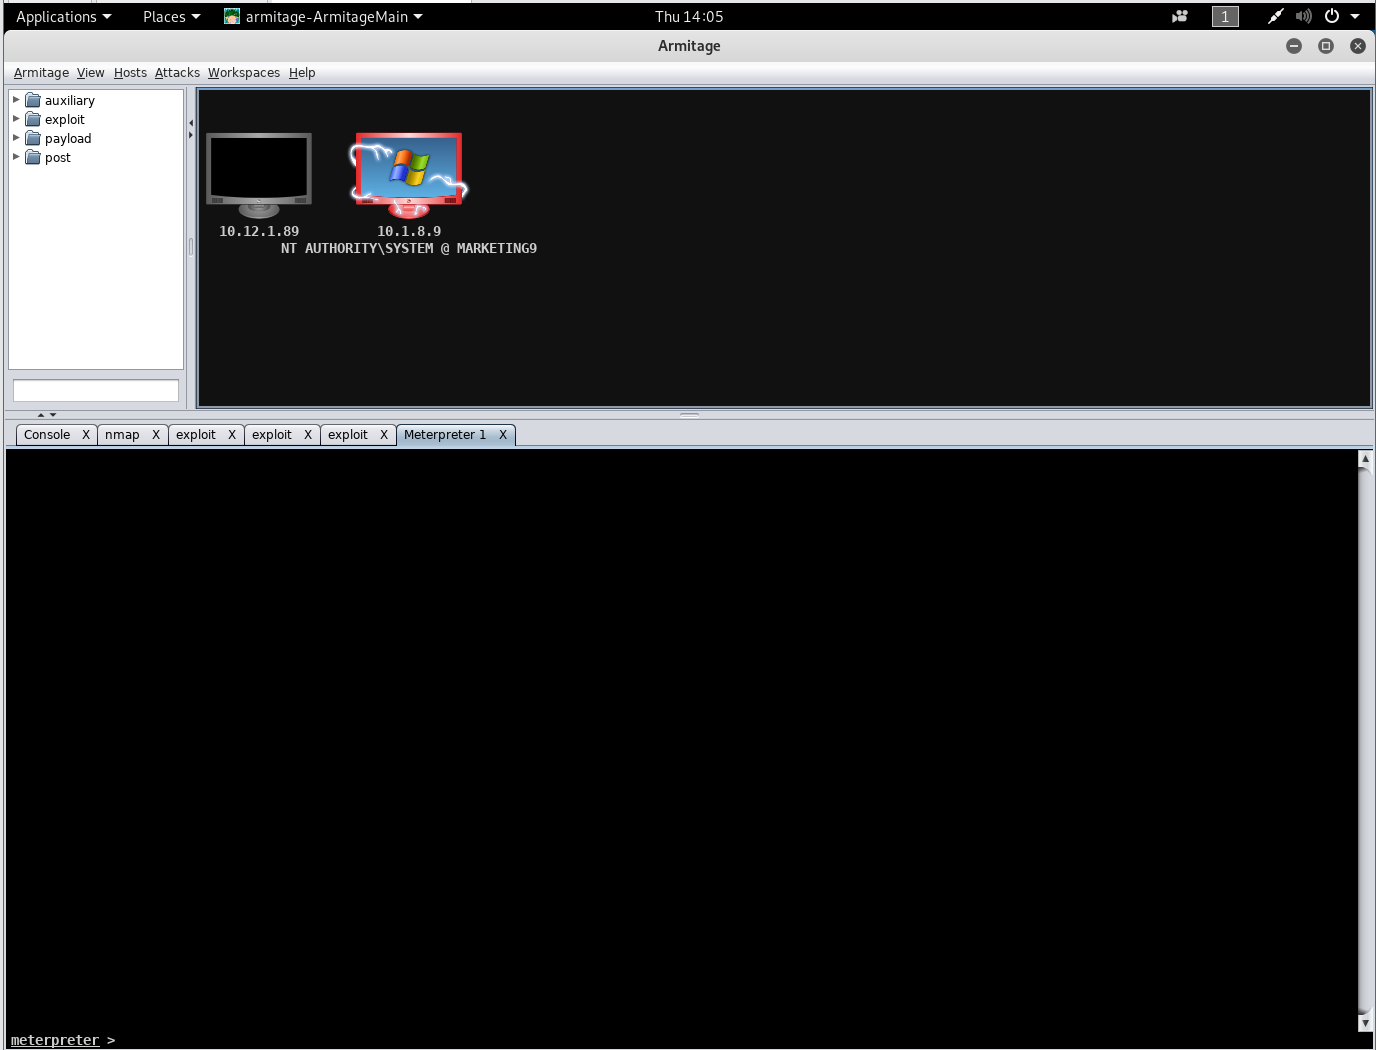 Applications Places armitage-ArmitageMain Thu 14:05 1
Armitage
Armitage View Hosts Attacks Workspaces Help
auxiliary
exploit
payload
post
10.12.1.89 10.1.8.9
NT AUTHORITY\SYSTEM @ MARKETING9
Console X nmap X exploit X exploit X exploit X Meterpreter 1 X
meterpreter >